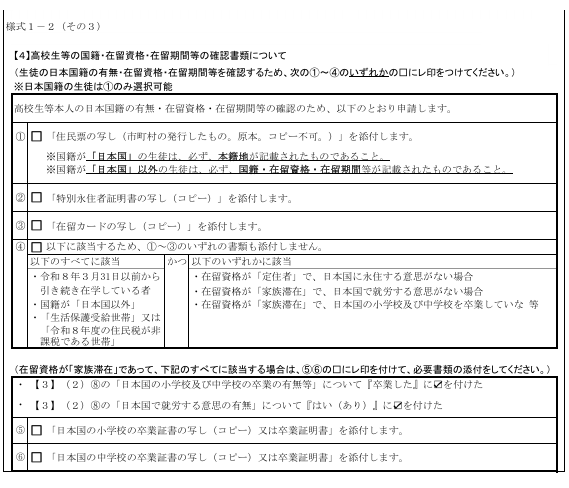 様式１－２（その３）
【４】高校生等の国籍・在留資格・在留期間等の確認書類について
（生徒の日本国籍の有無・在留資格・在留期間等を確認するため、次の①～④のいずれかの□にレ印をつけてください。）
※日本国籍の生徒は①のみ選択可能
高校生等本人の日本国籍の有無・在留資格・在留期間等の確認のため、以下のとおり申請します。
① □ 「住民票の写し（市町村の発行したもの。原本。コピー不可。）」を添付します。
※国籍が「日本国」の生徒は、必ず、本籍地が記載されたものであること。
※国籍が「日本国」以外の生徒は、必ず、国籍・在留資格・在留期間等が記載されたものであること。
② □ 「特別永住者証明書の写し（コピー）」を添付します。
③ □ 「在留カードの写し（コピー）」を添付します。
④ □ 以下に該当するため、①～③のいずれの書類も添付しません。
以下のすべてに該当 かつ 以下のいずれかに該当
・令和８年３月31日以前から ・在留資格が「定住者」で、日本国に永住する意思がない場合
引き続き在学している者 ・在留資格が「家族滞在」で、日本国で就労する意思がない場合
・国籍が「日本国以外」 ・在留資格が「家族滞在」で、日本国の小学校及び中学校を卒業していな 等
・「生活保護受給世帯」又は
「令和８年度の住民税が非
課税である世帯」
（在留資格が「家族滞在」であって、下記のすべてに該当する場合は、⑤⑥の□にレ印を付けて、必要書類の添付をしてください。）
・ 【３】（２）⑧の「日本国の小学校及び中学校の卒業の有無等」について『卒業した』に☑を付けた
・ 【３】（２）⑧の「日本国で就労する意思の有無」について『はい（あり）』に☑を付けた
⑤ □ 「日本国の小学校の卒業証書の写し（コピー）又は卒業証明書」を添付します。
⑥ □ 「日本国の中学校の卒業証書の写し（コピー）又は卒業証明書」を添付します。